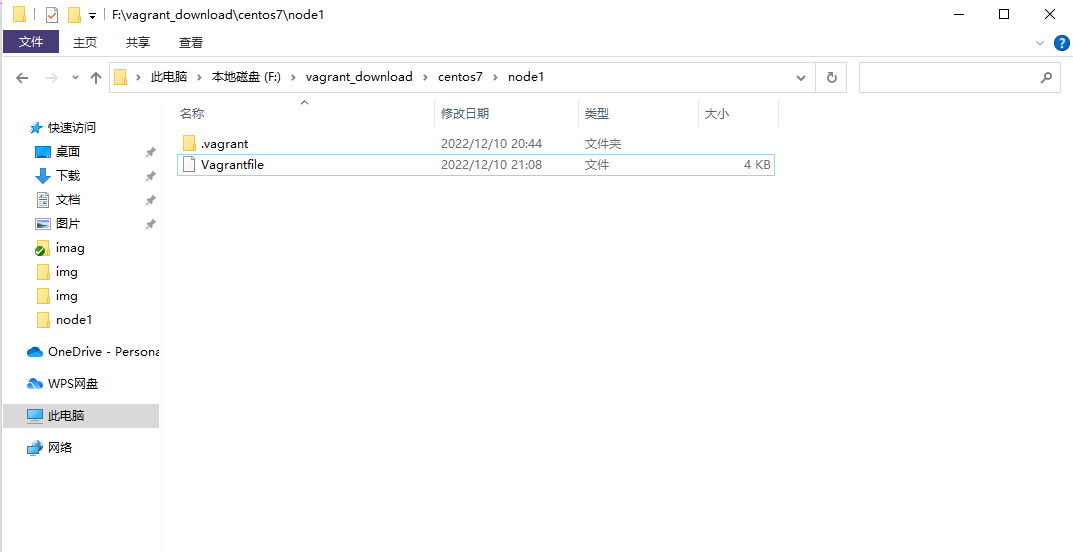 F:\vagrant_download\centos7\node1
文件 主页 共享 查看
此电脑 本地磁盘 (F:) vagrant_download centos7 node1
名称 修改日期 类型 大小
.vagrant 2022/12/10 20:44 文件夹
Vagrantfile 2022/12/10 21:08 文件 4 KB
快速访问
桌面
下载
文档
图片
imag
img
img
node1
OneDrive - Persona
WPS网盘
此电脑
网络